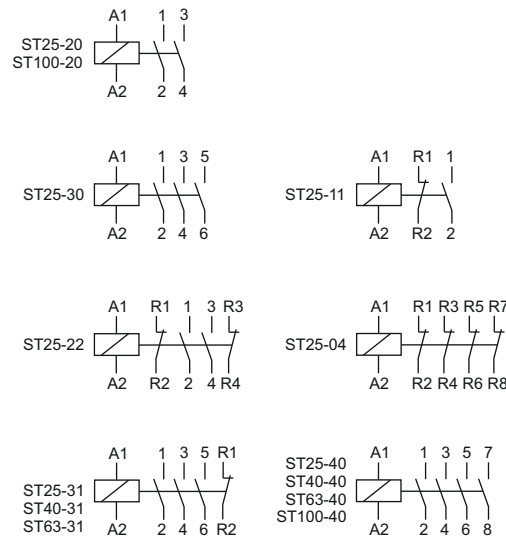 A1 1 3
ST25-20
ST100-20
A2 2 4
A1 1 3 5
ST25-30
A2 2 4 6
A1 R1 1
ST25-11
A2 R2 2
A1 R1 1 3 R3
ST25-22
A2 R2 2 4 R4
A1 R1 R3 R5 R7
ST25-04
A2 R2 R4 R6 R8
A1 1 3 5 R1
ST25-31
ST40-31
ST63-31
A2 2 4 6 R2
A1 1 3 5 7
ST25-40
ST40-40
ST63-40
ST100-40
A2 2 4 6 8